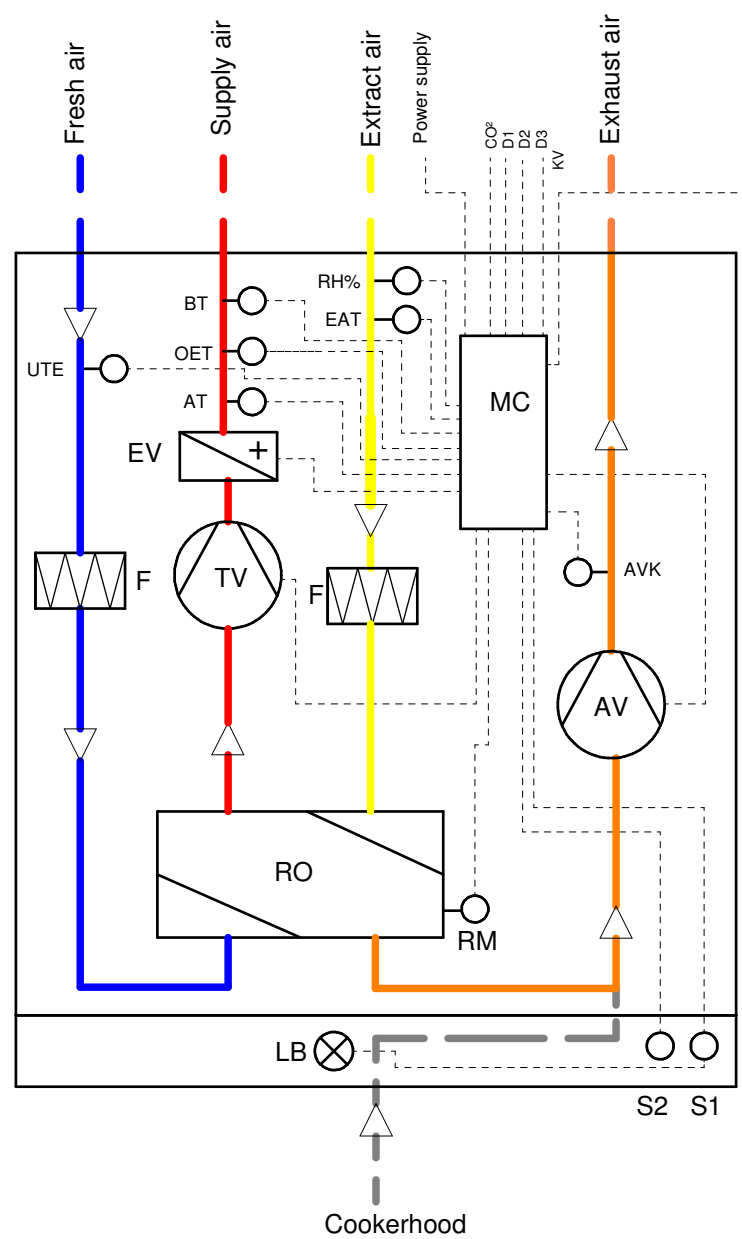 Fresh air
Supply air
Extract air
Power supply
CO²
D1
D2
D3
KV
Exhaust air
RH%
BT
EAT
OET
UTE
AT
MC
EV
+
F
TV
F
AVK
AV
RO
RM
LB
S2
S1
Cookerhood